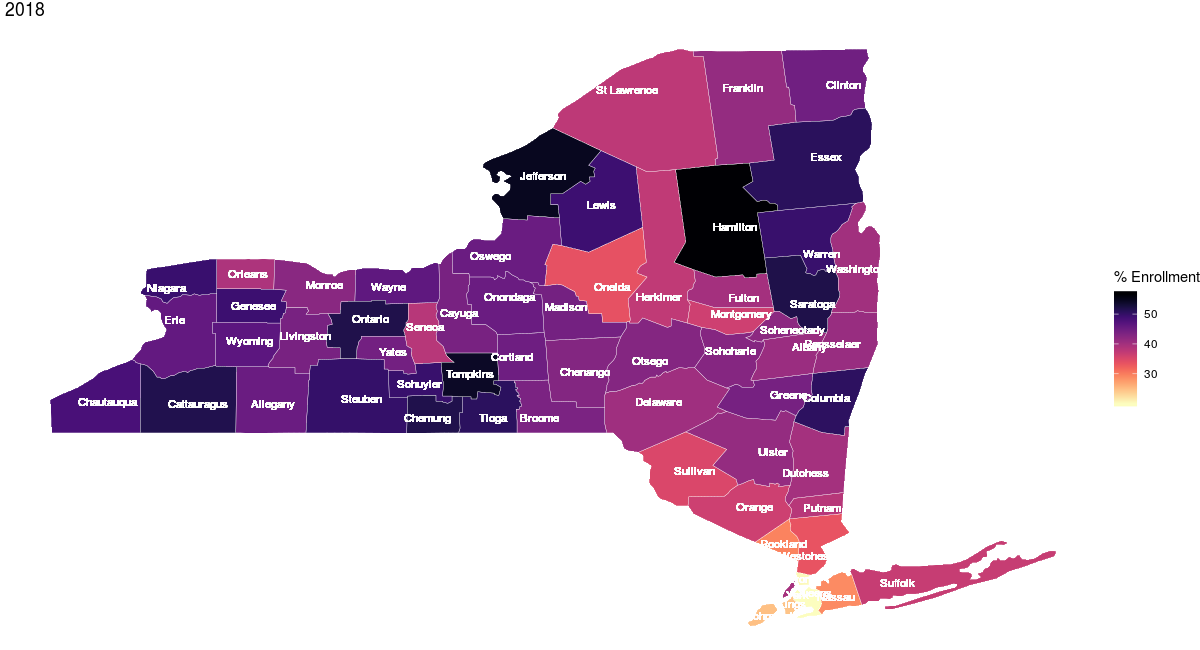 2018
St Lawrence
Franklin
Clinton
Essex
Jefferson
Lewis
Hamilton
Warren
Washington
Oswego
Oneida
Herkimer
Fulton
Saratoga
Montgomery
Orleans
Niagara
Monroe
Wayne
Genesee
Erie
Ontario
Onondaga
Madison
Cayuga
Seneca
Schenectady
Livingston
Wyoming
Yates
Cortland
Otsego
Schoharie
Albany
Rensselaer
Chenango
Tompkins
Schuyler
Chautauqua
Cattaraugus
Allegany
Steuben
Chemung
Tioga
Broome
Delaware
Greene
Columbia
Ulster
Dutchess
Sullivan
Orange
Putnam
Rockland
Westches
Nassau
Suffolk
% Enrollment
50
40
30